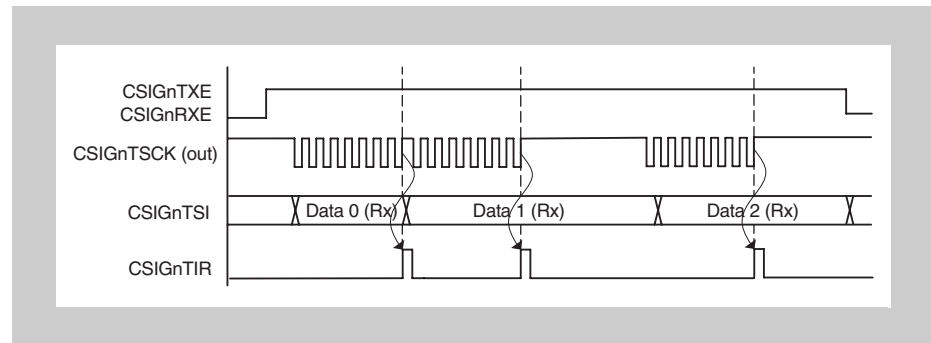 CSIGnTXE
CSIGnRXE
CSIGnTSCK (out)
CSIGnTSI
Data 0 (Rx)
Data 1 (Rx)
Data 2 (Rx)
CSIGnTIR